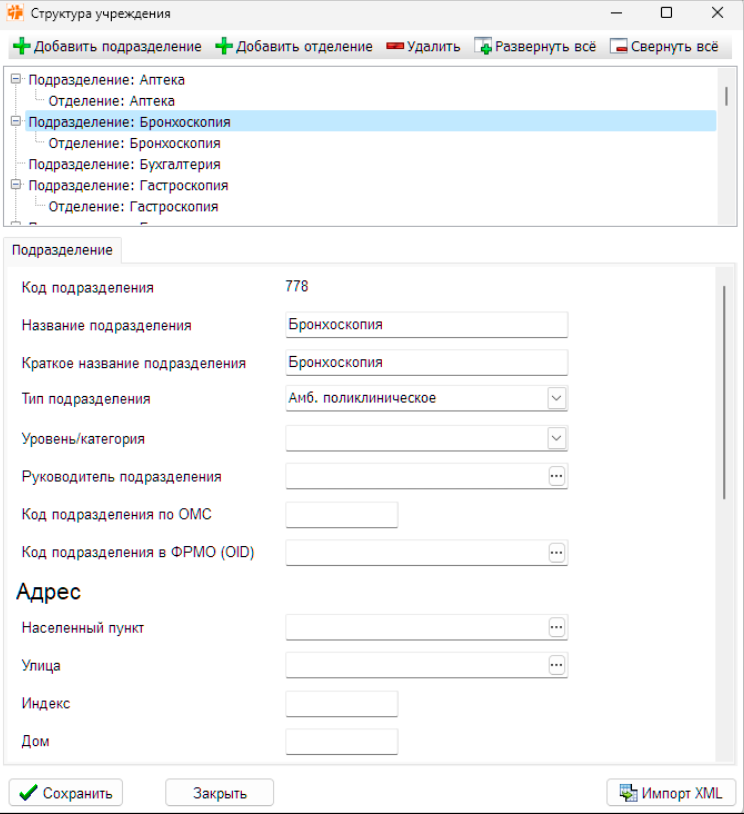 Структура учреждения
Добавить подразделение Добавить отделение Удалить Развернуть всё Свернуть всё
Подразделение: Аптека
Отделение: Аптека
Подразделение: Бронхоскопия
Отделение: Бронхоскопия
Подразделение: Бухгалтерия
Подразделение: Гастроскопия
Отделение: Гастроскопия
Подразделение
Код подразделения 778
Название подразделения Бронхоскопия
Краткое название подразделения Бронхоскопия
Тип подразделения Амб. поликлиническое
Уровень/категория
Руководитель подразделения
Код подразделения по ОМС
Код подразделения в ФРМО (OID)
Адрес
Населенный пункт
Улица
Индекс
Дом
Сохранить Закрыть Импорт XML